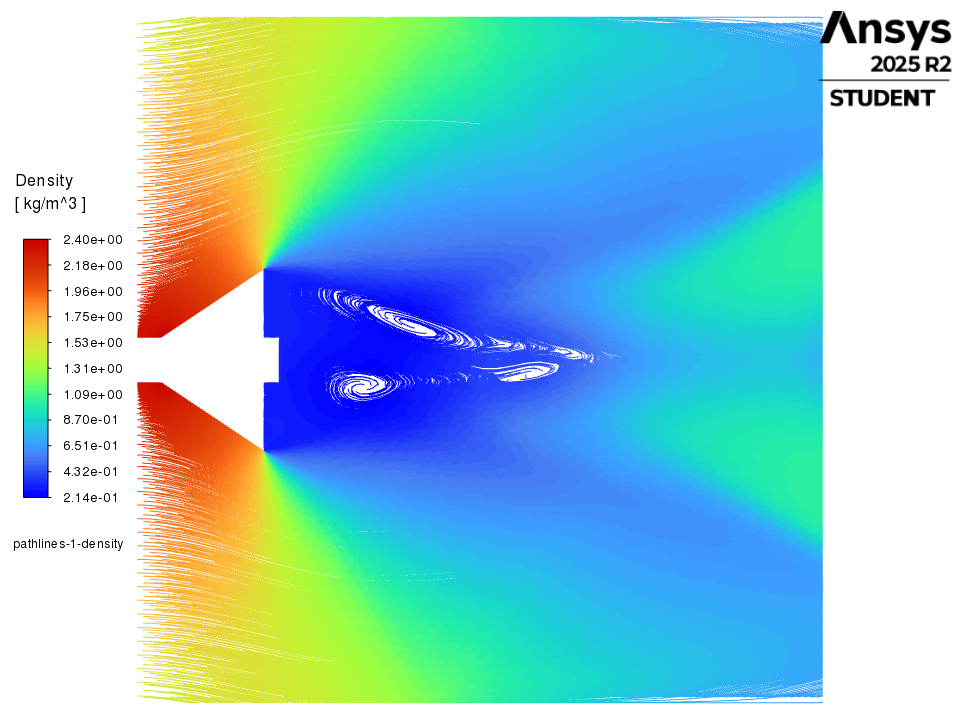 Ansys
2025 R2
STUDENT
Density
[ kg/m^3 ]
2.40e+00
2.18e+00
1.96e+00
1.75e+00
1.53e+00
1.31e+00
1.09e+00
8.70e-01
6.51e-01
4.32e-01
2.14e-01
pathlines-1-density